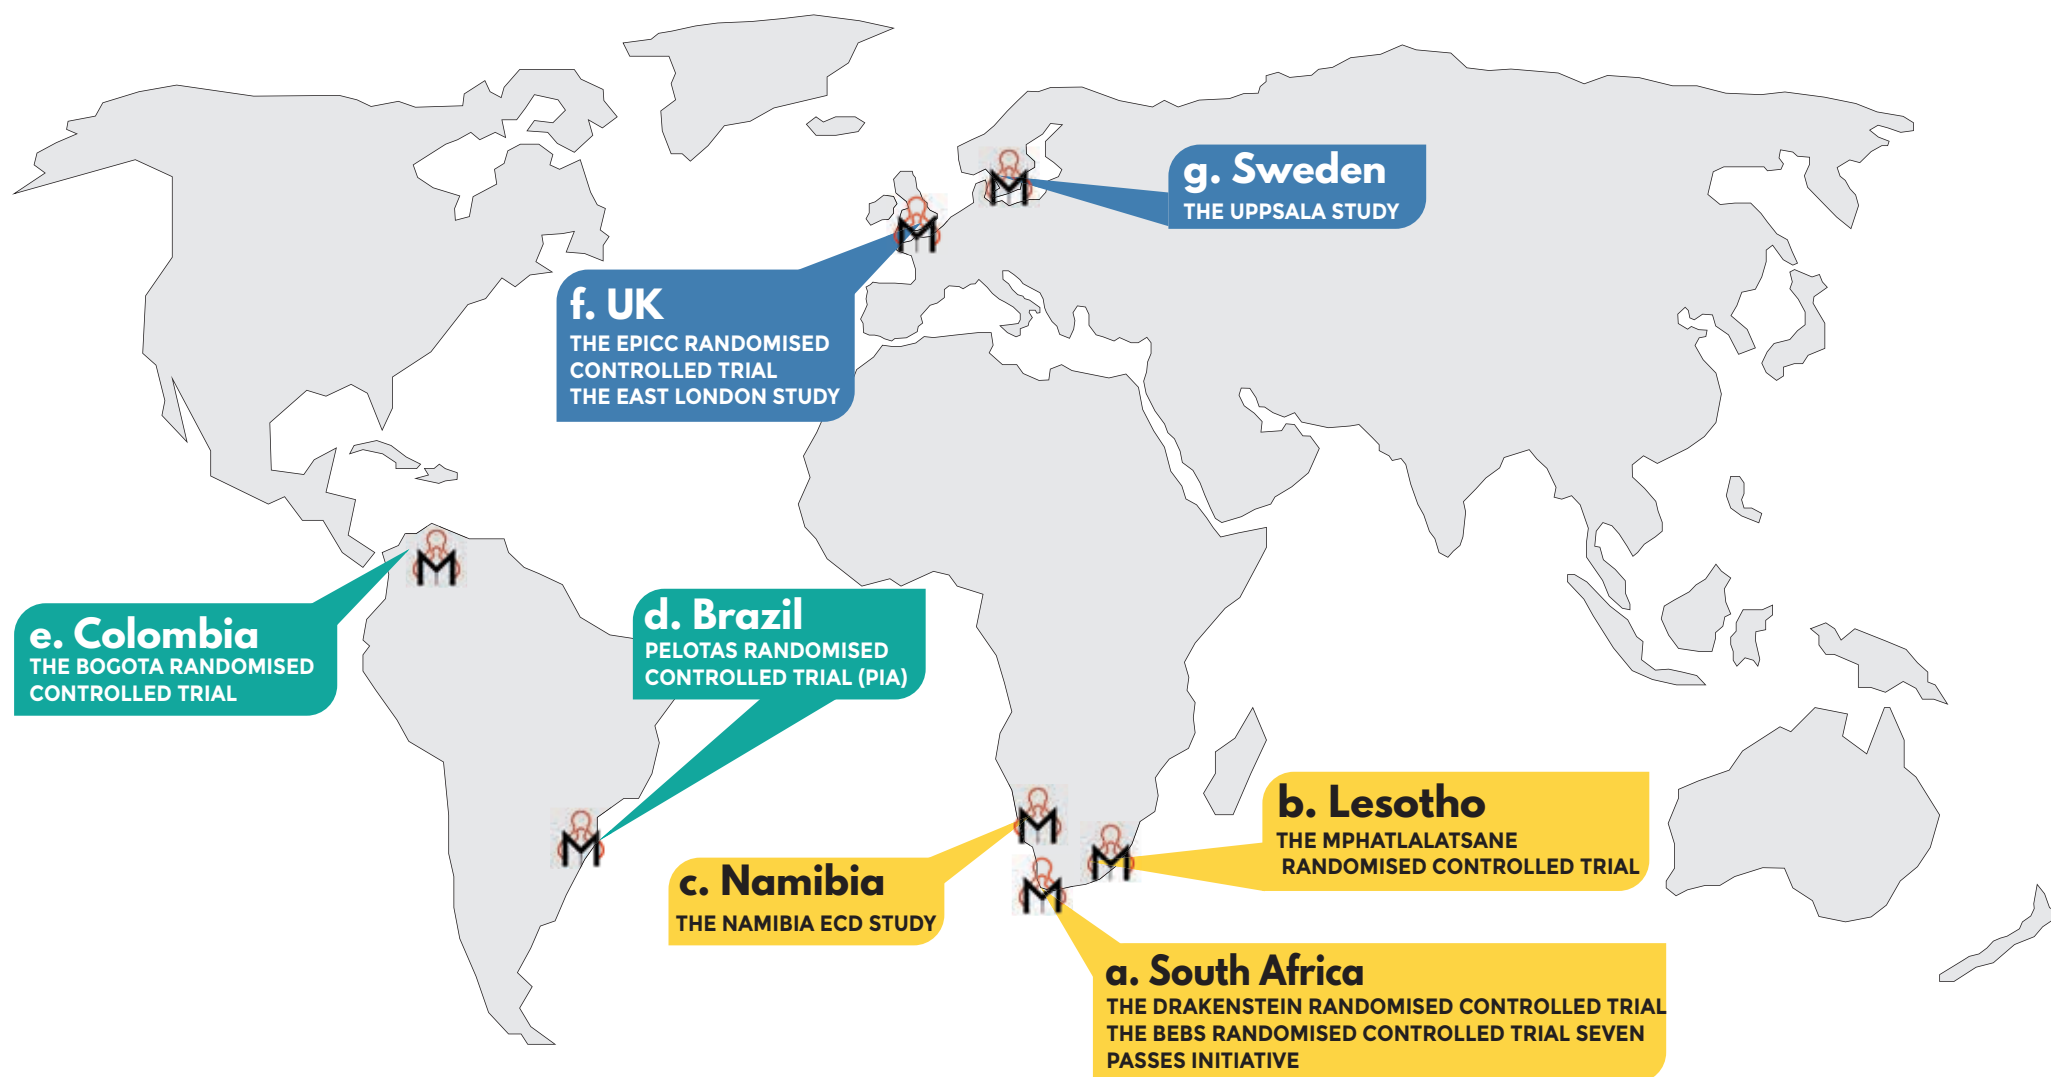 g. Sweden
THE UPPSALA STUDY
f. UK
THE EPICC RANDOMISED
CONTROLLED TRIAL
THE EAST LONDON STUDY
e. Colombia
THE BOGOTA RANDOMISED
CONTROLLED TRIAL
d. Brazil
PELOTAS RANDOMISED
CONTROLLED TRIAL (PIA)
b. Lesotho
THE MPHATLALATSANE
RANDOMISED CONTROLLED TRIAL
c. Namibia
THE NAMIBIA ECD STUDY
a. South Africa
THE DRAKENSTEIN RANDOMISED CONTROLLED TRIAL
THE BEBS RANDOMISED CONTROLLED TRIAL SEVEN
PASSES INITIATIVE